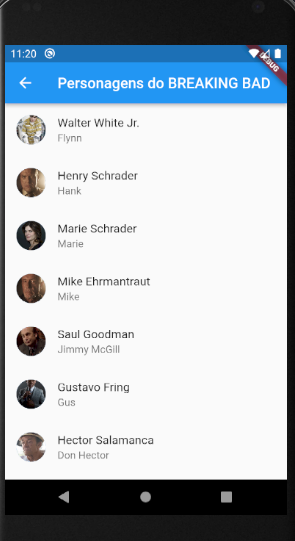 11:20
DEBUG
Personagens do BREAKING BAD
Walter White Jr.
Flynn
Henry Schrader
Hank
Marie Schrader
Marie
Mike Ehrmantraut
Mike
Saul Goodman
Jimmy McGill
Gustavo Fring
Gus
Hector Salamanca
Don Hector